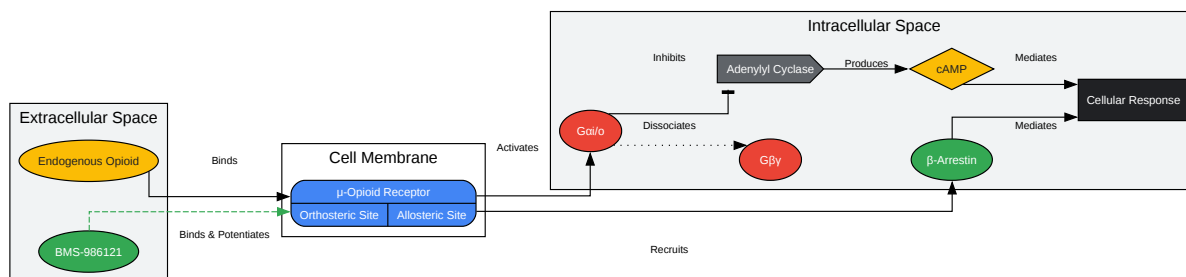 Intracellular Space
Inhibits
Adenylyl Cyclase
Produces
cAMP
Mediates
Cellular Response
Extracellular Space
Endogenous Opioid
Binds
Cell Membrane
Activates
Gαi/o
Dissociates
Gβγ
Mediates
β-Arrestin
μ-Opioid Receptor
Orthosteric Site
Allosteric Site
Binds & Potentiates
BMS-986121
Recruits